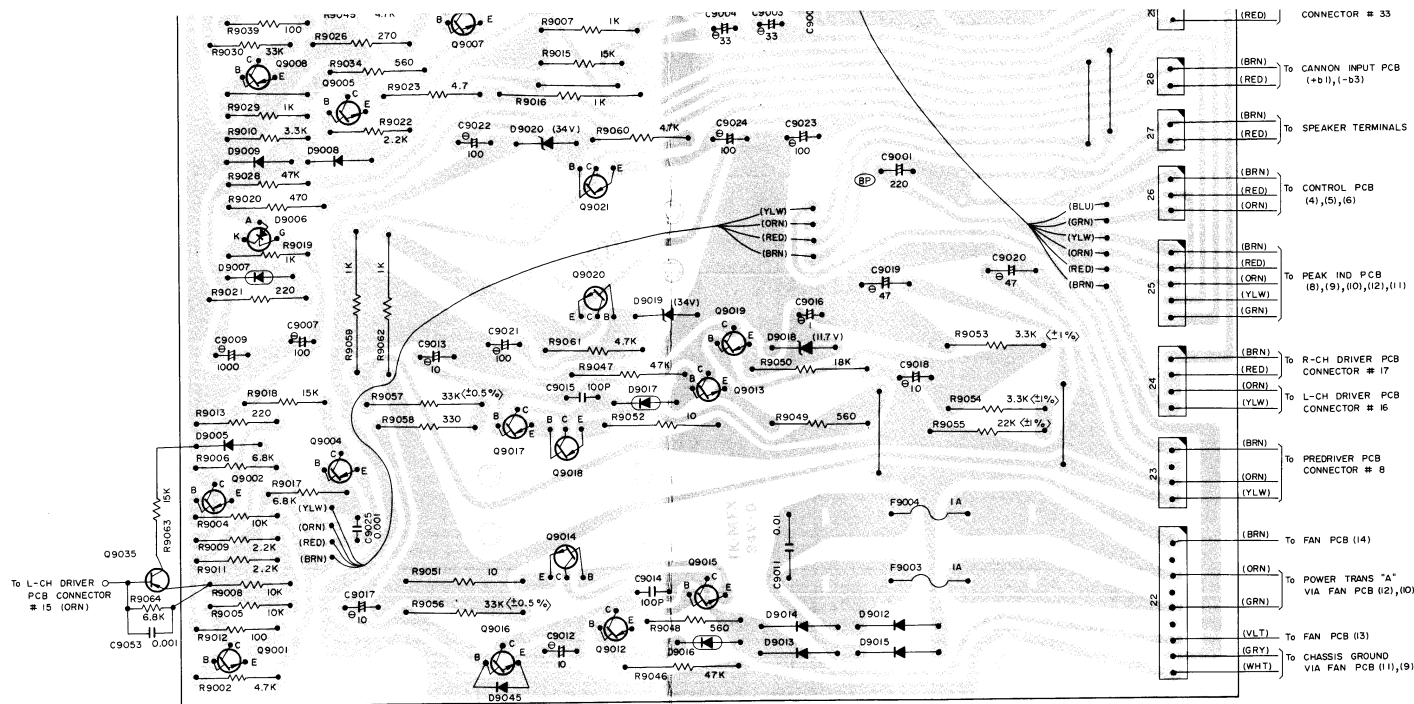 R9039 100
R9045 4.7K
R9026 270
R9030 33K
Q9008
B C E
R9034 560
Q9005
B C E
R9023 4.7
R9029 1K
R9010 3.3K
R9022
2.2K
D9009 D9008
R9028 47K
R9020 470
D9006
A
K G
R9019
1K
D9007
R9021 220
C9009
⊖
1000
C9007
⊖
100
R9059 1K
R9062 1K
R9018 15K
R9013 220
D9005
R9006 6.8K
Q9002
B C E
Q9004
B C E
R9017
6.8K
R9004 10K
R9009 2.2K
R9011 2.2K
R9008 10K
R9005 10K
R9012 100
Q9001
B C E
R9002 4.7K
15K
R9063
Q9035
To L-CH DRIVER
PCB CONNECTOR
# 15 (ORN)
R9064
6.8K
C9053 0.001
(YLW)
(ORN)
(RED)
(BRN)
C9025
0.001
C9017
⊖
10
B E
Q9007
R9007 1K
R9015 15K
R9016 1K
C9004
⊖
33
C9003
⊖
33
C9022
⊖
100
D9020 (34V)
R9060 4.7K
C9024
⊖
100
C9023
⊖
100
B C E
Q9021
C9001
BP
220
(YLW)
(ORN)
(RED)
(BRN)
(BLU)
(GRN)
(YLW)
(ORN)
(RED)
(BRN)
Q9020
E C B
D9019 (34V)
C9019
⊖
47
C9020
⊖
47
C9021
⊖
100
C9013
⊖
10
Q9019
B C E
C9016
⊖
1
D9018 (11.7V)
R9053 3.3K (±1%)
R9061 4.7K
R9047 47K
R9050 18K
C9018
⊖
10
R9057 33K (±0.5%)
C9015 100P
D9017
B C E
Q9013
R9058 330
C
B E
Q9017
B C E
Q9018
R9052 10
R9049 560
R9054 3.3K (±1%)
R9055 22K (±1%)
F9004 1A
C9011 0.01
F9003 1A
Q9014
E C B
R9051 10
R9056 33K (±0.5%)
C9014
100P
Q9015
B C E
Q9016
B C E
D9045
C9012
⊖
10
B C E
Q9012
R9048 560
D9016
R9046 47K
D9014 D9012
D9013 D9015
(RED) CONNECTOR # 33
28
(BRN)
(RED)
To CANNON INPUT PCB
(+b1),(-b3)
27
(BRN)
(RED)
To SPEAKER TERMINALS
26
(BRN)
(RED)
(ORN)
To CONTROL PCB
(4),(5),(6)
25
(BRN)
(RED)
(ORN)
(YLW)
(GRN)
To PEAK IND PCB
(8),(9),(10),(12),(11)
24
(BRN)
(RED)
To R-CH DRIVER PCB
CONNECTOR # 17
(ORN)
(YLW)
To L-CH DRIVER PCB
CONNECTOR # 16
23
(BRN)
(ORN)
(YLW)
To PREDRIVER PCB
CONNECTOR # 8
22
(BRN)
To FAN PCB (14)
(ORN)
(GRN)
To POWER TRANS "A"
VIA FAN PCB (12),(10)
(VLT)
To FAN PCB (13)
(GRY)
(WHT)
To CHASSIS GROUND
VIA FAN PCB (11),(9)